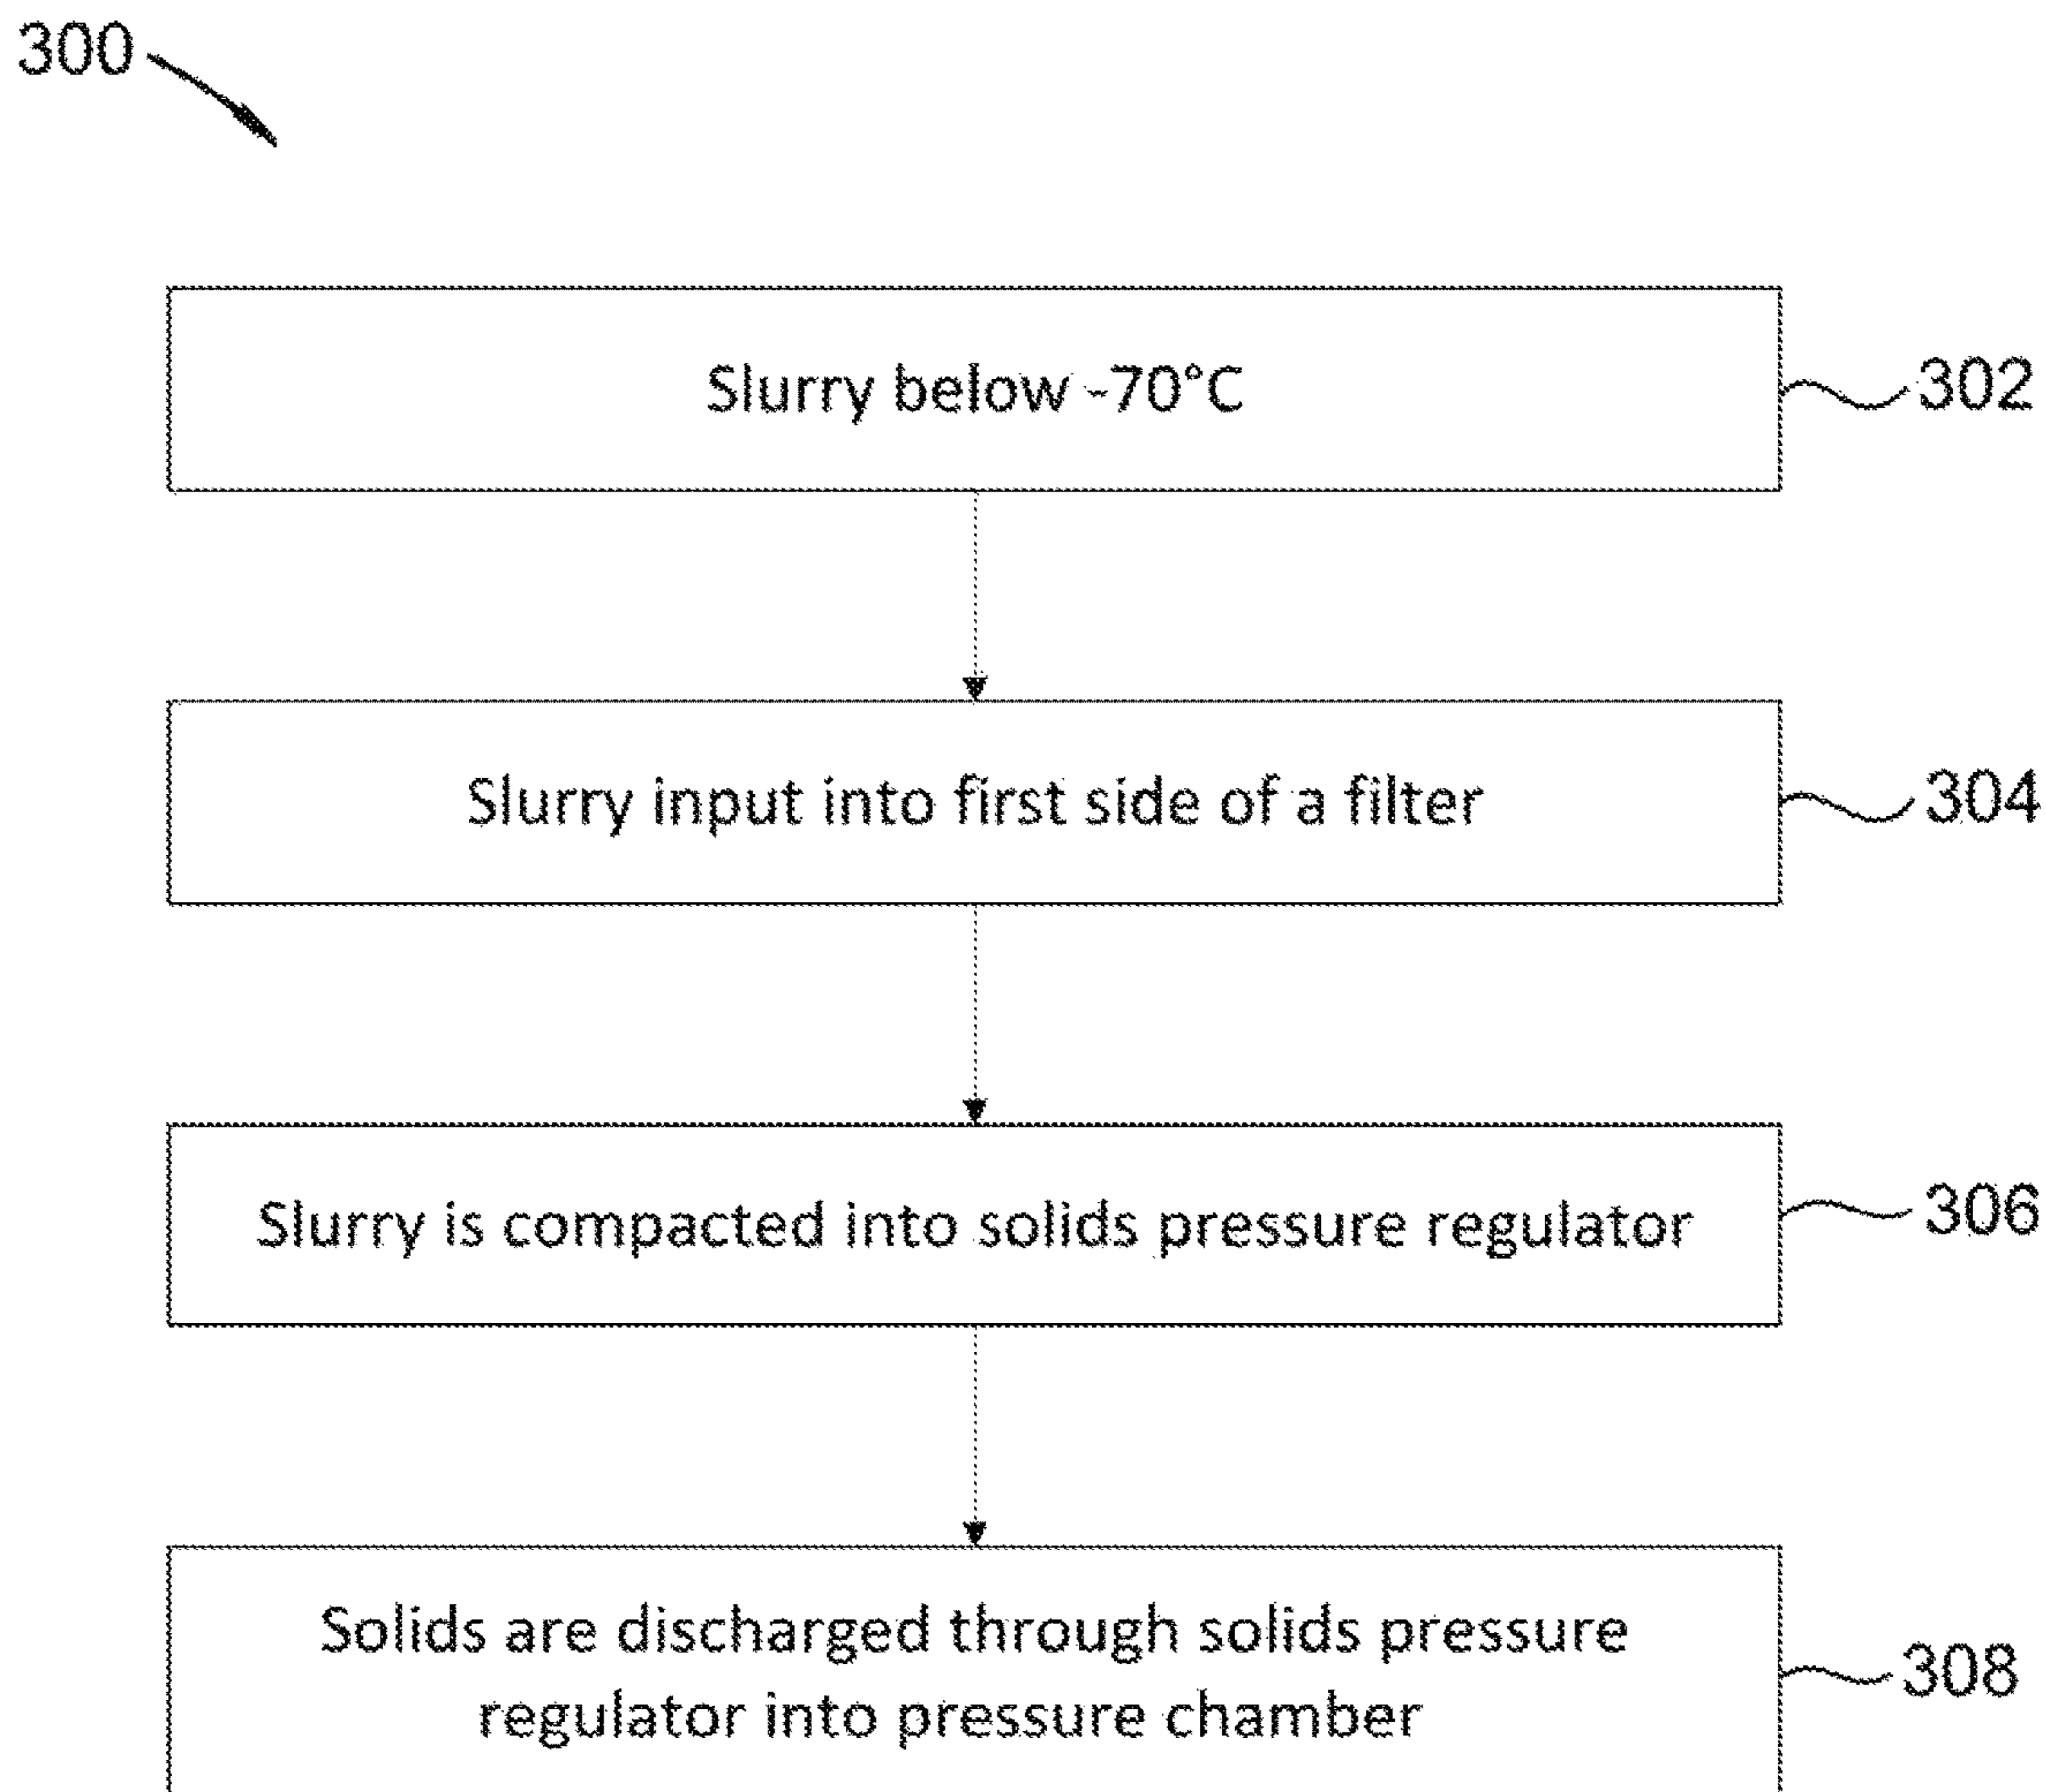 300
Slurry below -70°C
302
Slurry input into first side of a filter
304
Slurry is compacted into solids pressure regulator
306
Solids are discharged through solids pressure
regulator into pressure chamber
308